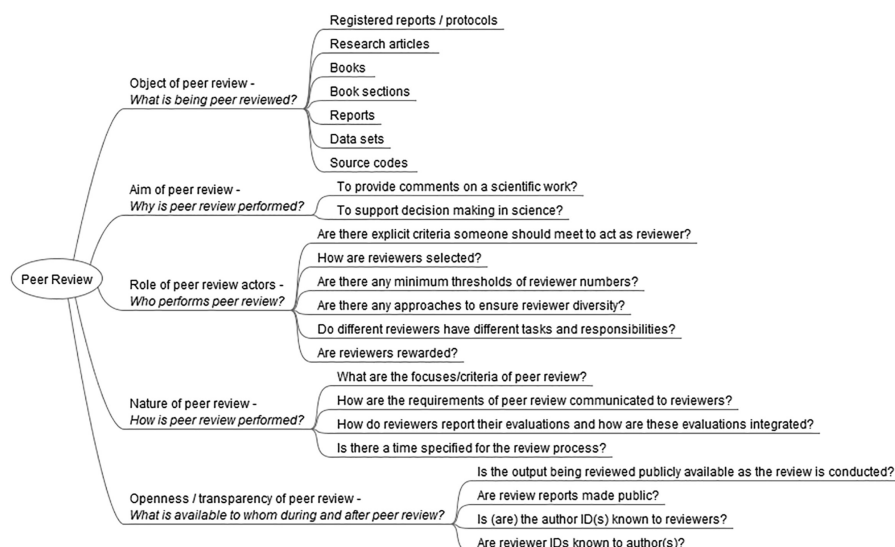 Registered reports / protocols
Research articles
Books
Book sections
Reports
Data sets
Source codes
Object of peer review -
What is being peer reviewed?
To provide comments on a scientific work?
To support decision making in science?
Aim of peer review -
Why is peer review performed?
Peer Review
Are there explicit criteria someone should meet to act as reviewer?
How are reviewers selected?
Are there any minimum thresholds of reviewer numbers?
Are there any approaches to ensure reviewer diversity?
Do different reviewers have different tasks and responsibilities?
Are reviewers rewarded?
Role of peer review actors -
Who performs peer review?
What are the focuses/criteria of peer review?
How are the requirements of peer review communicated to reviewers?
How do reviewers report their evaluations and how are these evaluations integrated?
Is there a time specified for the review process?
Nature of peer review -
How is peer review performed?
Is the output being reviewed publicly available as the review is conducted?
Are review reports made public?
Is (are) the author ID(s) known to reviewers?
Are reviewer IDs known to author(s)?
Openness / transparency of peer review -
What is available to whom during and after peer review?